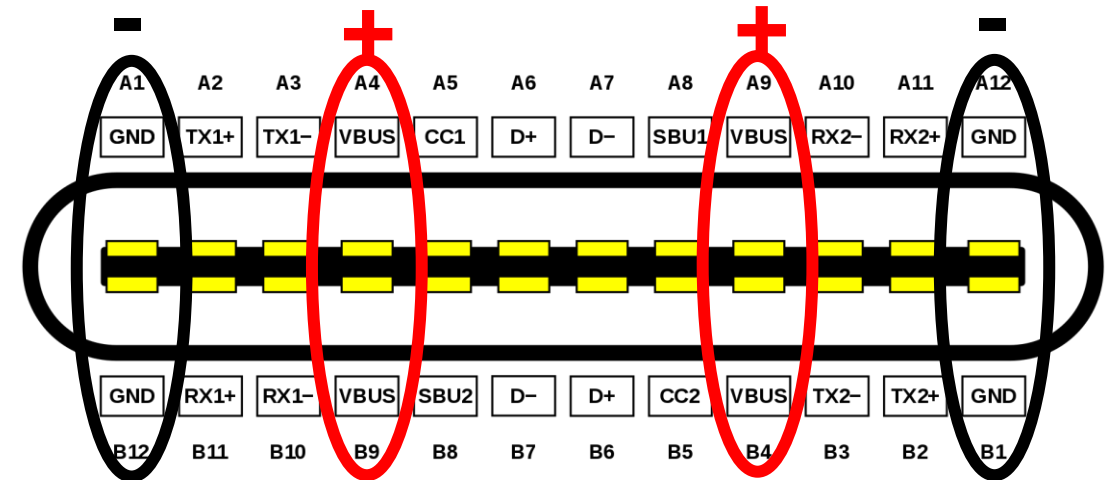 - + + -
A1 A2 A3 A4 A5 A6 A7 A8 A9 A10 A11 A12
GND TX1+ TX1− VBUS CC1 D+ D− SBU1 VBUS RX2− RX2+ GND
GND RX1+ RX1− VBUS SBU2 D− D+ CC2 VBUS TX2− TX2+ GND
B12 B11 B10 B9 B8 B7 B6 B5 B4 B3 B2 B1